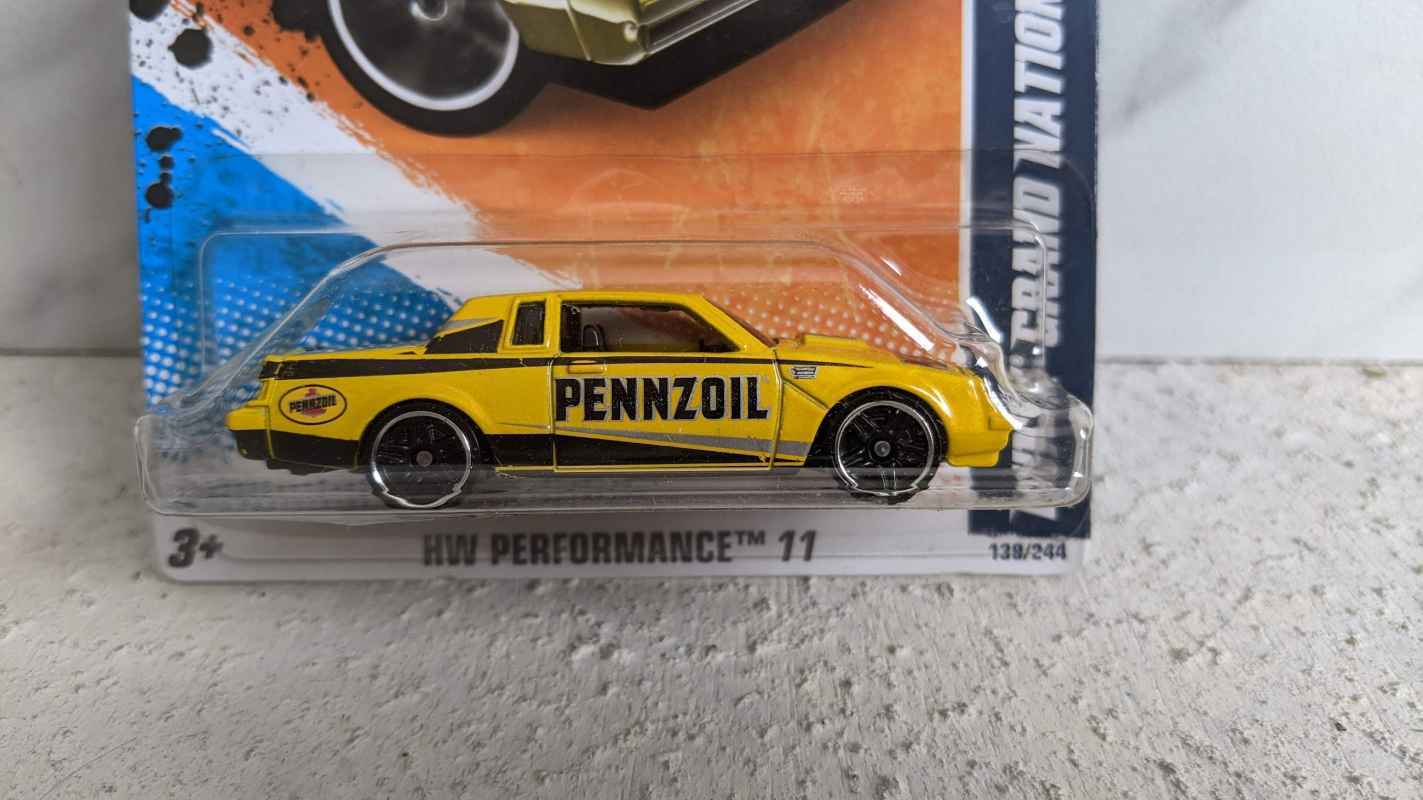 GRAND NATION
PENNZOIL
PENNZOIL
3+
HW PERFORMANCE™ 11
139/244